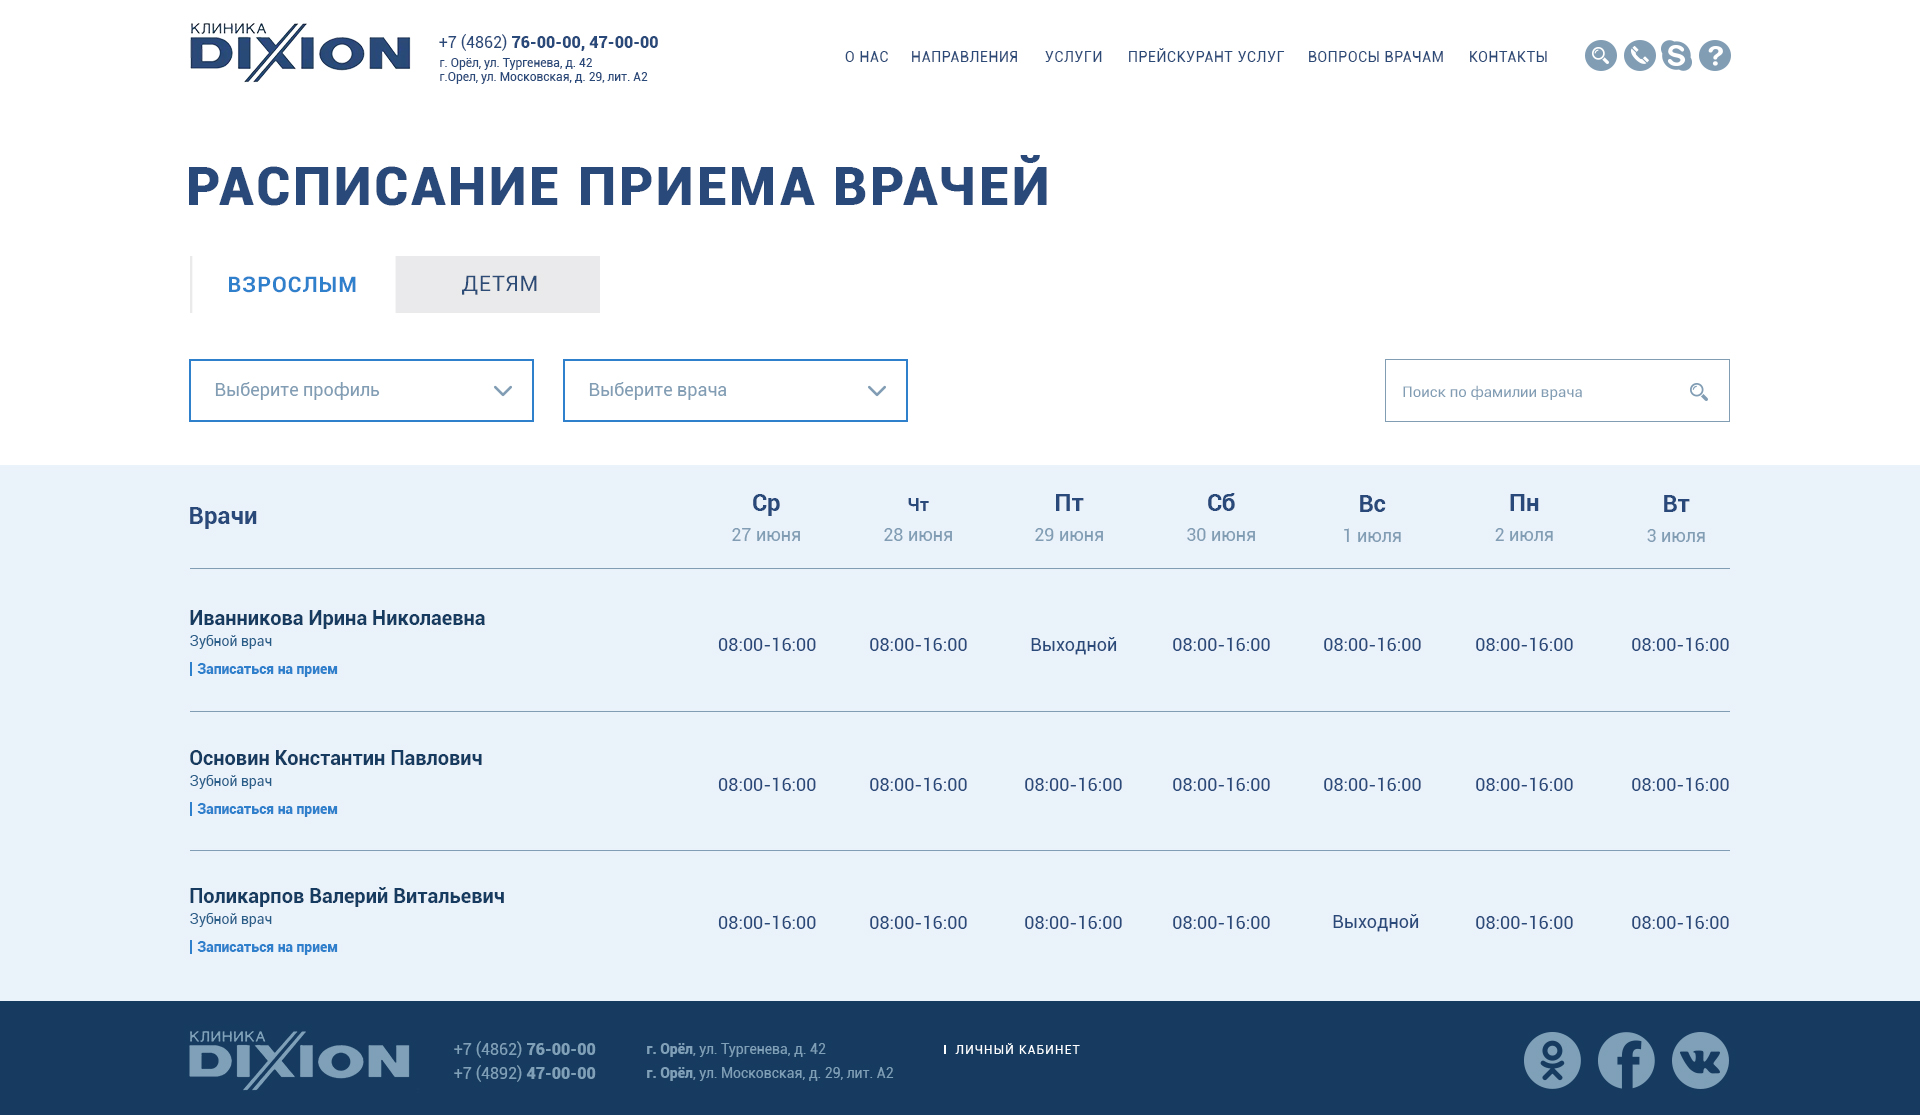 КЛИНИКА
DIXION
+7 (4862) 76-00-00, 47-00-00
г. Орёл, ул. Тургенева, д. 42
г.Орел, ул. Московская, д. 29, лит. А2
О НАС НАПРАВЛЕНИЯ УСЛУГИ ПРЕЙСКУРАНТ УСЛУГ ВОПРОСЫ ВРАЧАМ КОНТАКТЫ
РАСПИСАНИЕ ПРИЕМА ВРАЧЕЙ
ВЗРОСЛЫМ ДЕТЯМ
Выберите профиль Выберите врача Поиск по фамилии врача
Врачи Ср Чт Пт Сб Вс Пн Вт
27 июня 28 июня 29 июня 30 июня 1 июля 2 июля 3 июля
Иванникова Ирина Николаевна
Зубной врач
08:00-16:00 08:00-16:00 Выходной 08:00-16:00 08:00-16:00 08:00-16:00 08:00-16:00
Записаться на прием
Основин Константин Павлович
Зубной врач
08:00-16:00 08:00-16:00 08:00-16:00 08:00-16:00 08:00-16:00 08:00-16:00 08:00-16:00
Записаться на прием
Поликарпов Валерий Витальевич
Зубной врач
08:00-16:00 08:00-16:00 08:00-16:00 08:00-16:00 Выходной 08:00-16:00 08:00-16:00
Записаться на прием
КЛИНИКА
DIXION
+7 (4862) 76-00-00
+7 (4892) 47-00-00
г. Орёл, ул. Тургенева, д. 42
г. Орёл, ул. Московская, д. 29, лит. А2
ЛИЧНЫЙ КАБИНЕТ